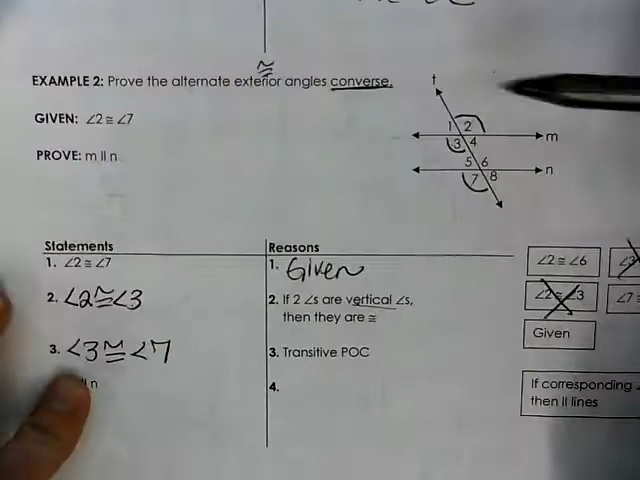 ≅
EXAMPLE 2: Prove the alternate exterior angles converse.
GIVEN: ∠2 ≅ ∠7
PROVE: m ll n
t
1 2
3 4
m
5 6
7 8
n
Statements
Reasons
1. ∠2 ≅ ∠7
1. Given
2. ∠2≅∠3
2. If 2 ∠s are vertical ∠s,
then they are ≅
3. ∠3≅∠7
3. Transitive POC
ll n
4.
∠2 ≅ ∠6
∠2 ≅ ∠3
∠7 ≅
Given
If corresponding
then ll lines